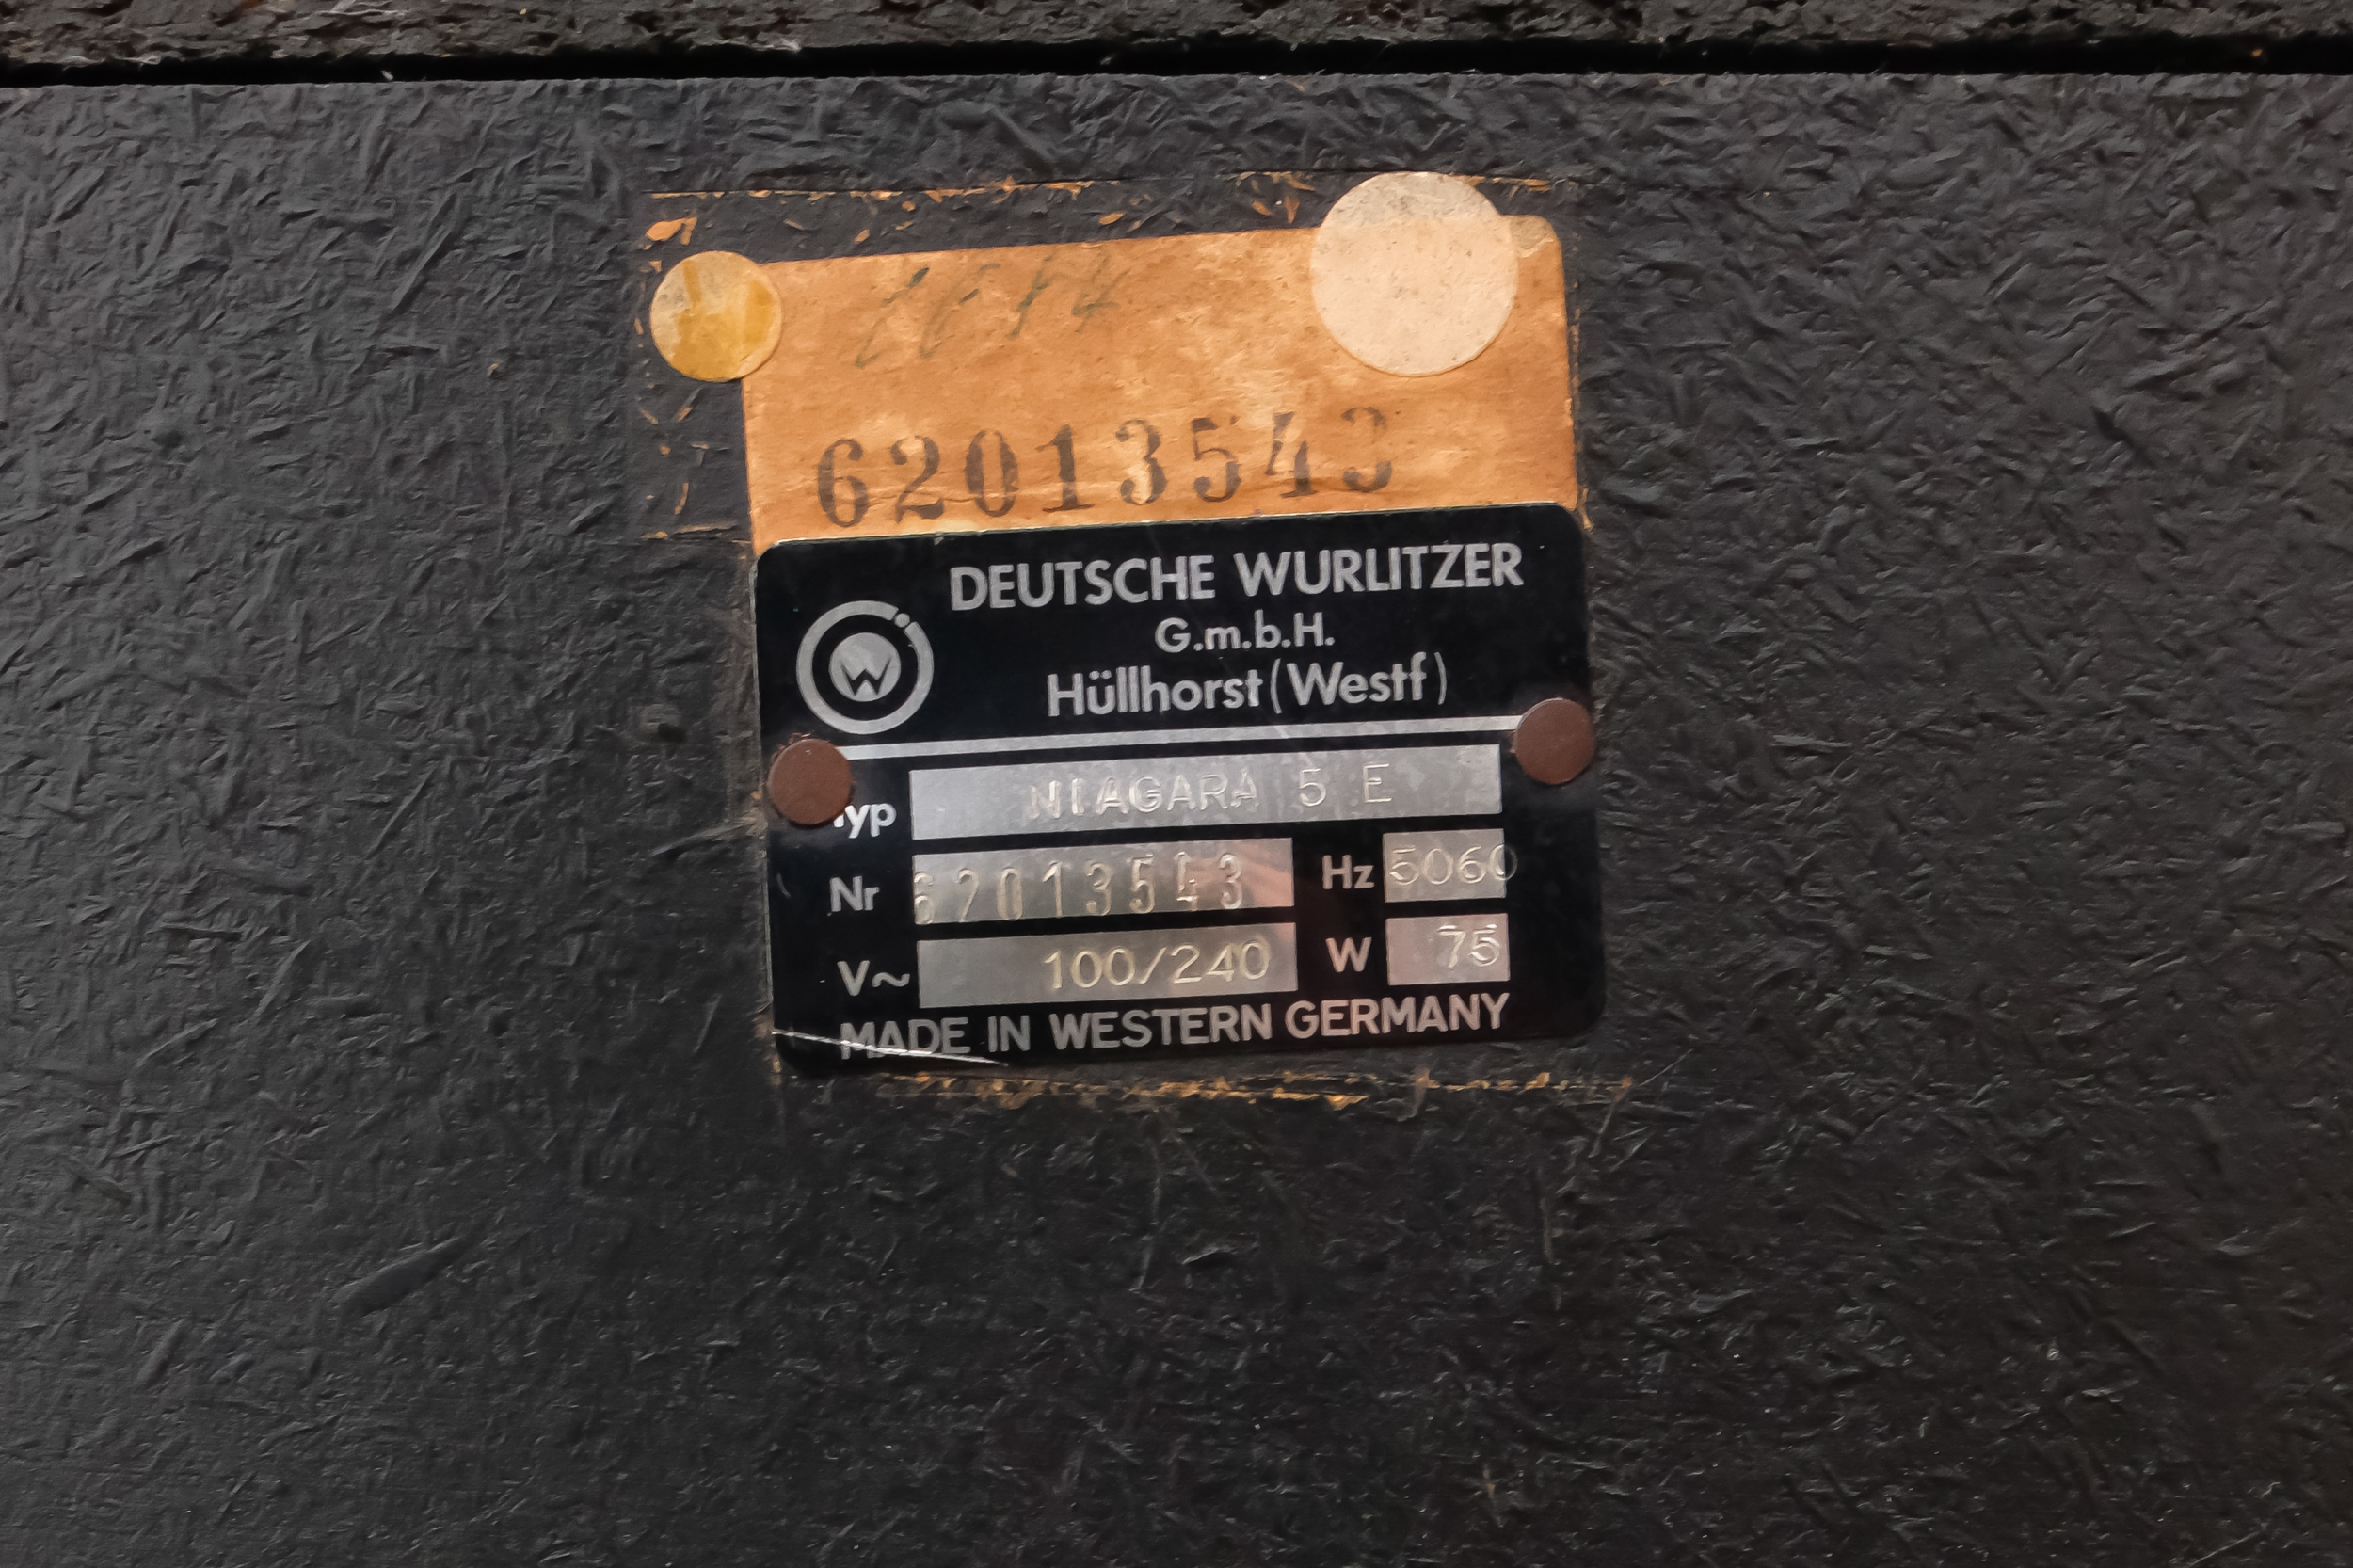 62013543
DEUTSCHE WURLITZER
G.m.b.H.
Hüllhorst (Westf)
W
Typ NIAGARA 5 E
Nr 62013543 Hz 5060
V~ 100/240 W 75
MADE IN WESTERN GERMANY